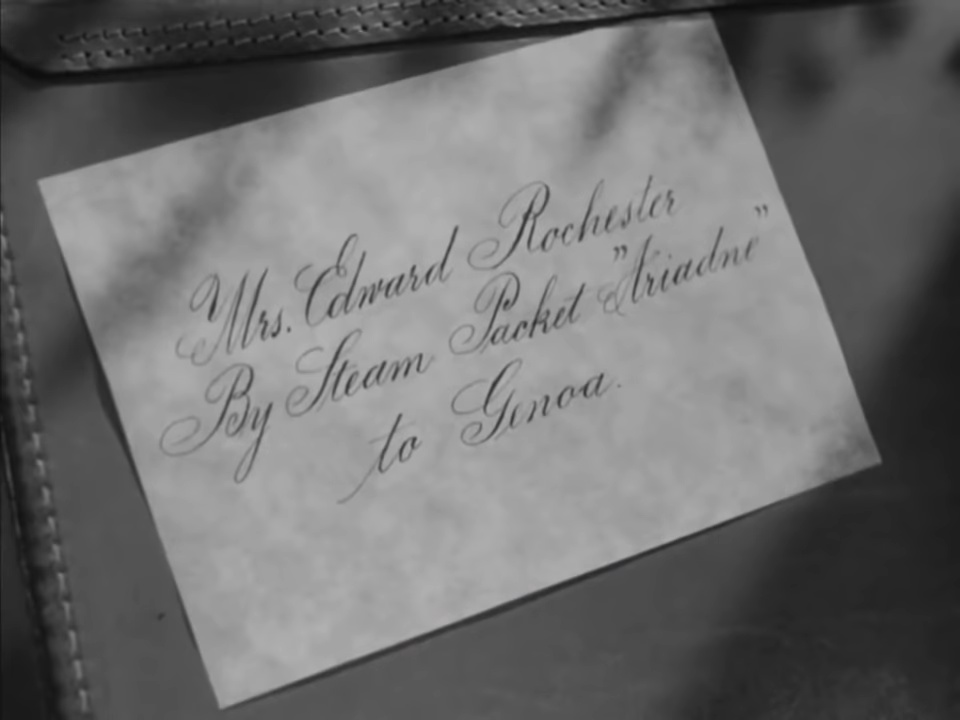 Mrs. Edward Rochester
By Steam Packet "Ariadne"
to Genoa.